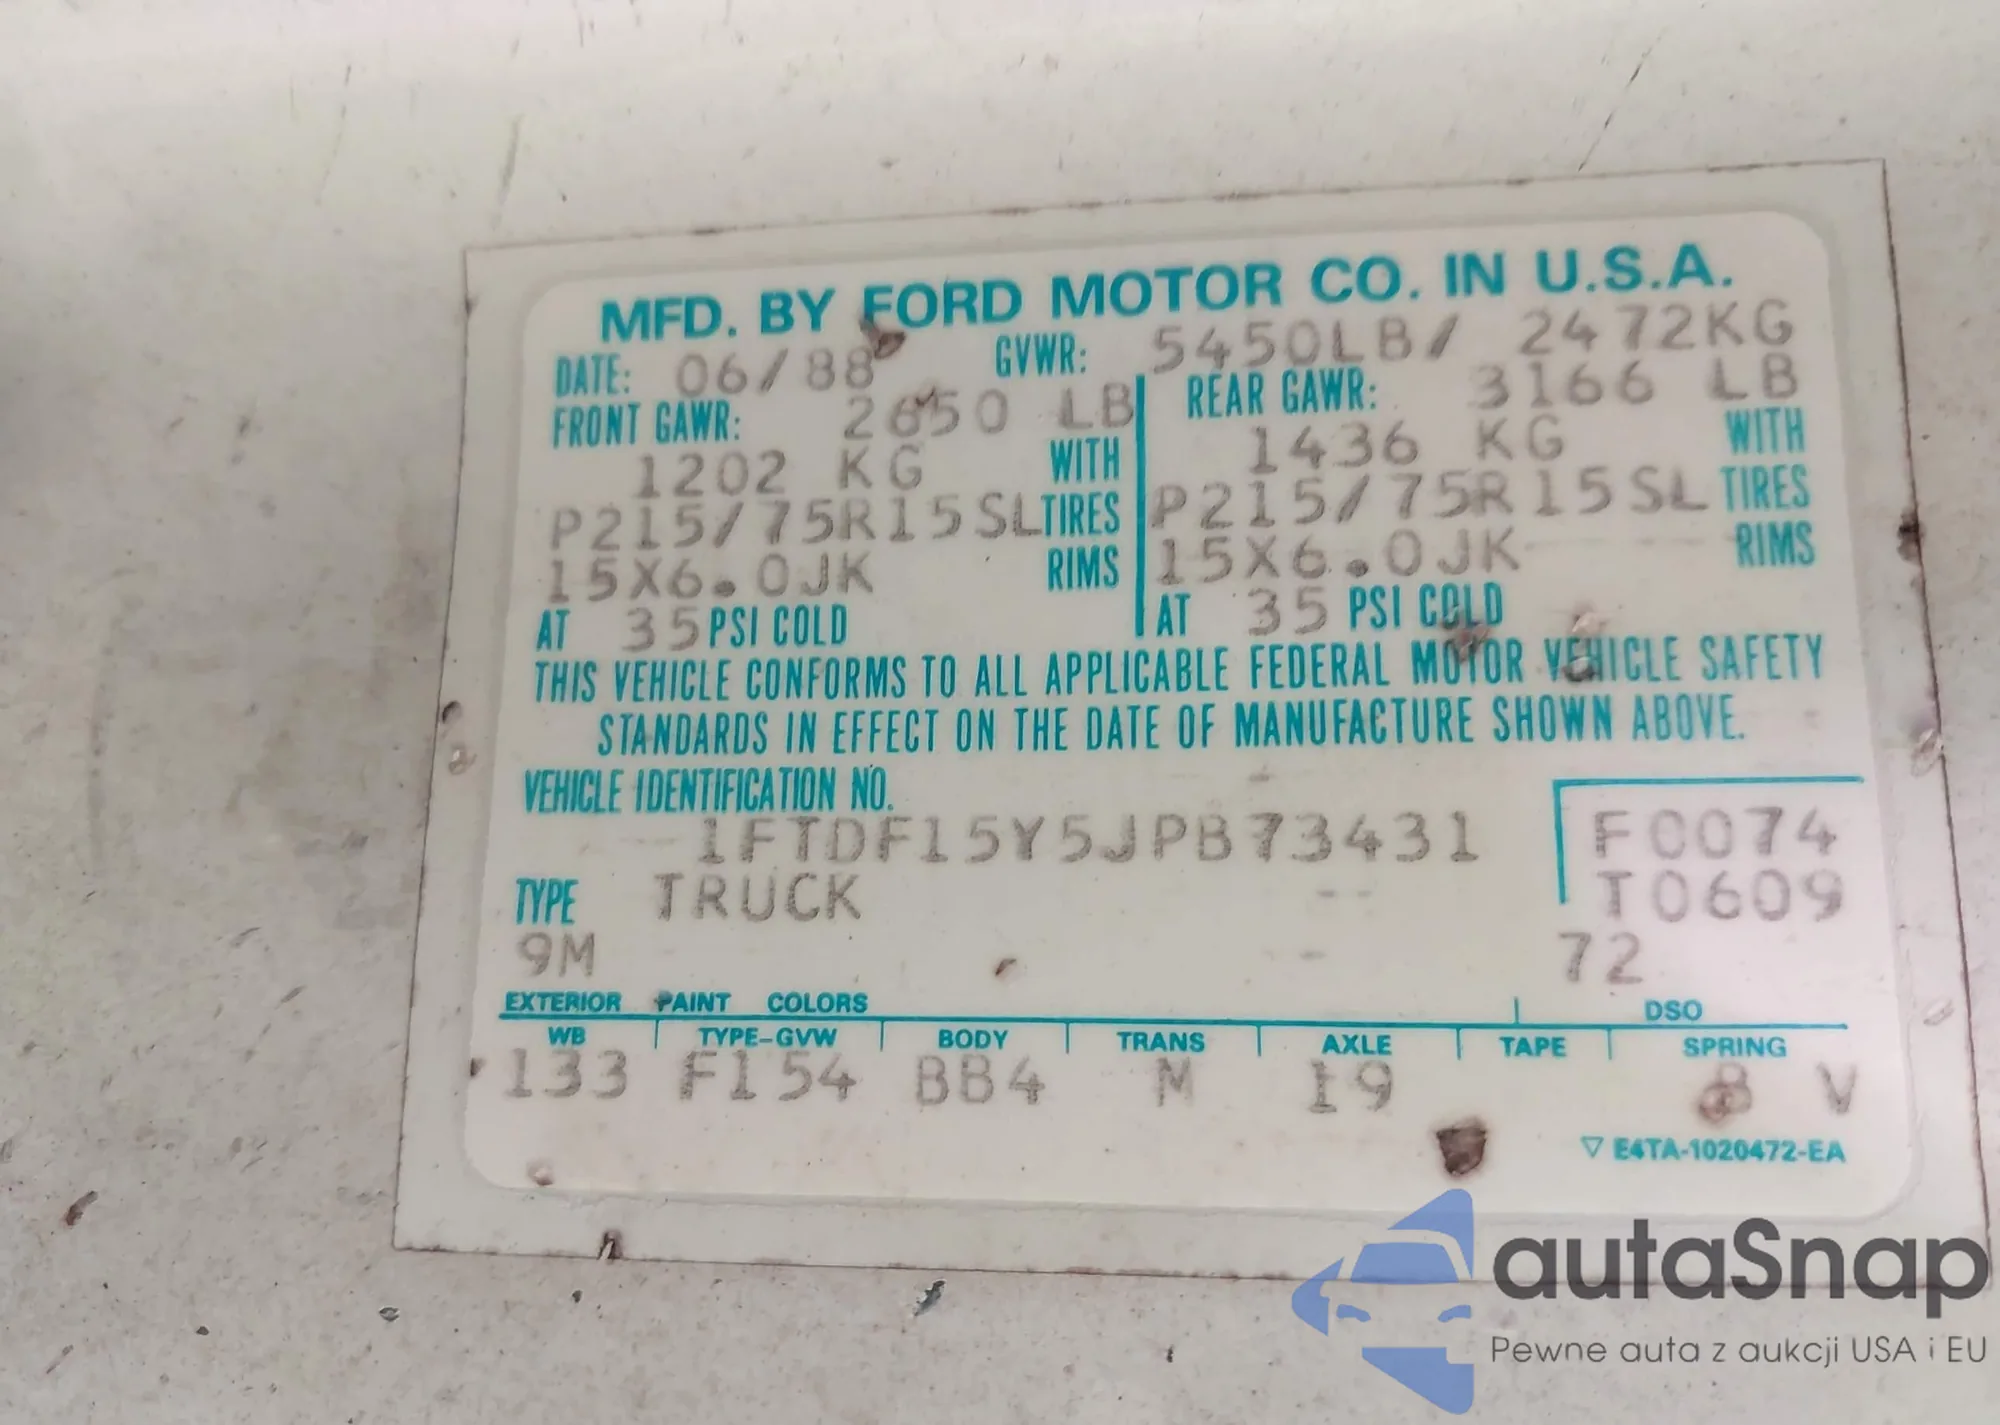 MFD. BY FORD MOTOR CO. IN U.S.A.
DATE: 06/88 GVWR: 5450LB/ 2472KG
FRONT GAWR: 2650 LB REAR GAWR: 3166 LB
1202 KG WITH 1436 KG WITH
P215/75R15SL TIRES P215/75R15SL TIRES
15X6.0JK RIMS 15X6.0JK RIMS
AT 35 PSI COLD AT 35 PSI COLD
THIS VEHICLE CONFORMS TO ALL APPLICABLE FEDERAL MOTOR VEHICLE SAFETY
STANDARDS IN EFFECT ON THE DATE OF MANUFACTURE SHOWN ABOVE.
VEHICLE IDENTIFICATION NO.
1FTDF15Y5JPB73431 F0074
TYPE TRUCK T0609
9M 72
EXTERIOR PAINT COLORS DSO
WB TYPE-GVW BODY TRANS AXLE TAPE SPRING
133 F154 BB4 M 19 B V
▽ E4TA-1020472-EA
autaSnap
Pewne auta z aukcji USA i EU